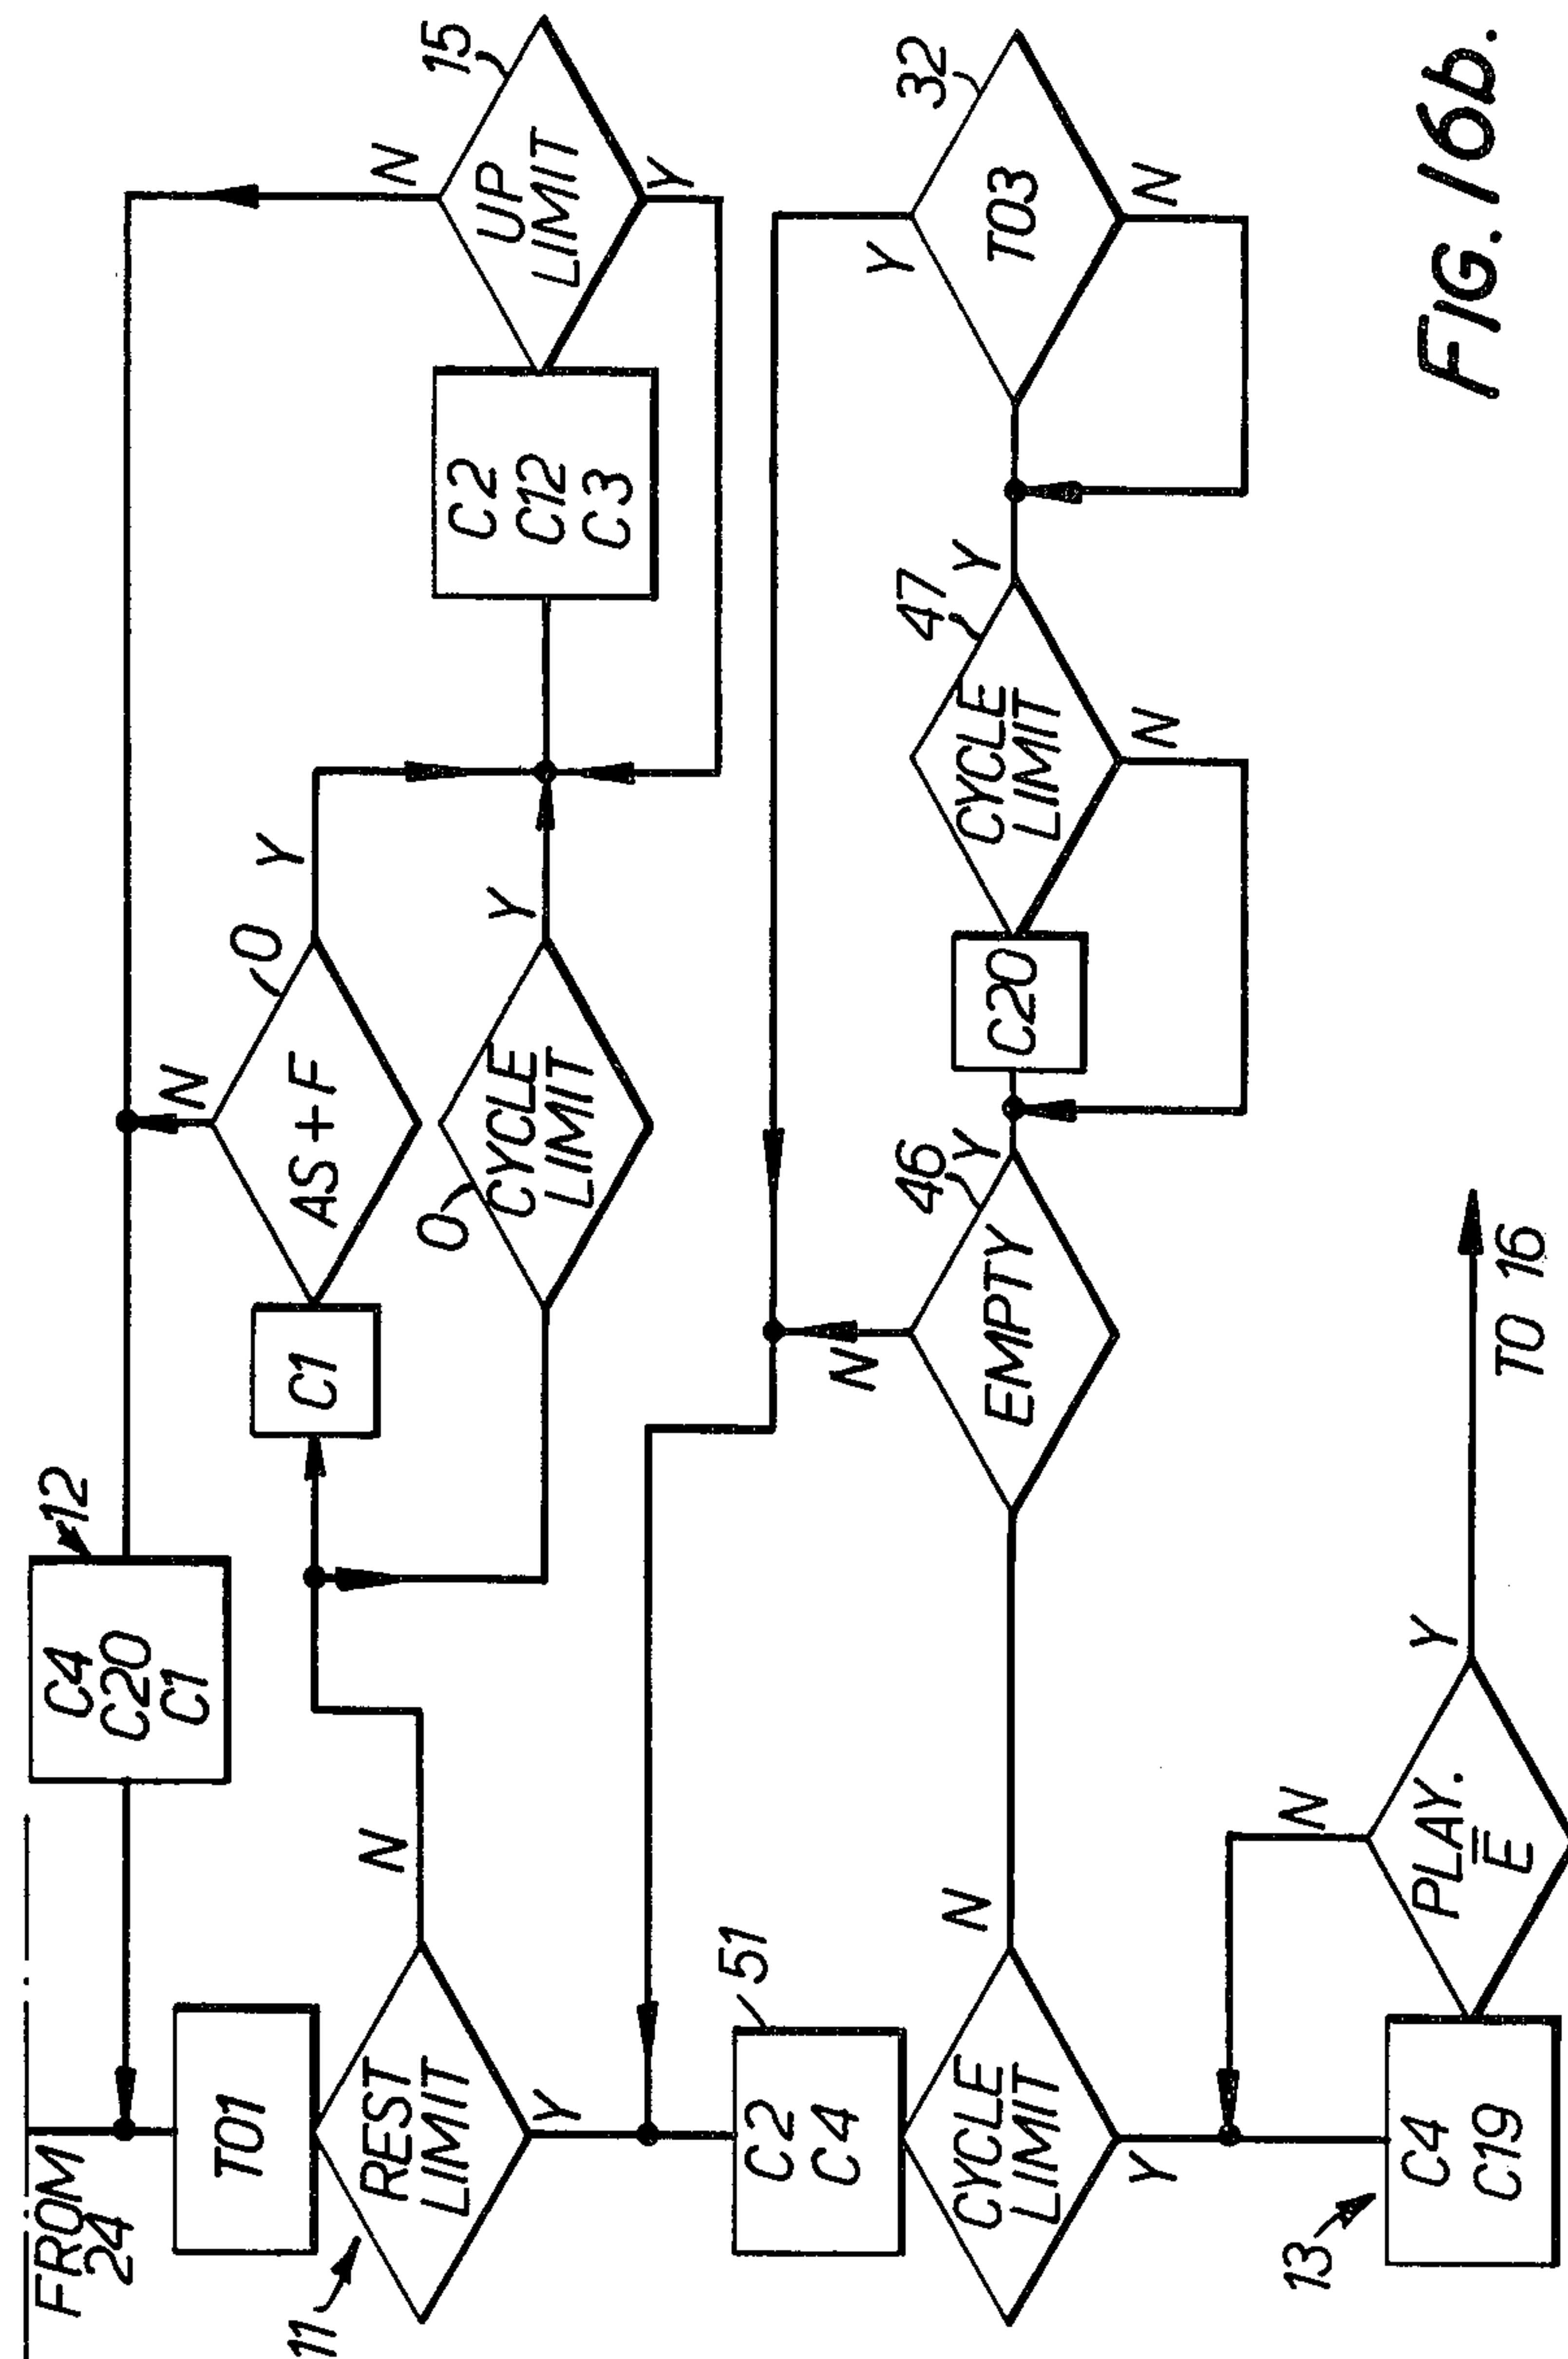 FROM
24
12
C4
C20
C1
T01
11
REST
LIMIT
N
Y
C1
AS+F
0
N
Y
CYCLE
LIMIT
0
Y
C2
C12
C3
UP
LIMIT
15
N
Y
51
C2
C4
CYCLE
LIMIT
N
Y
EMPTY
46
N
Y
C20
CYCLE
LIMIT
47
Y
N
T03
32
Y
N
13
C4
C19
PLAY.
E̅
N
Y
TO 16
FIG. 16b.